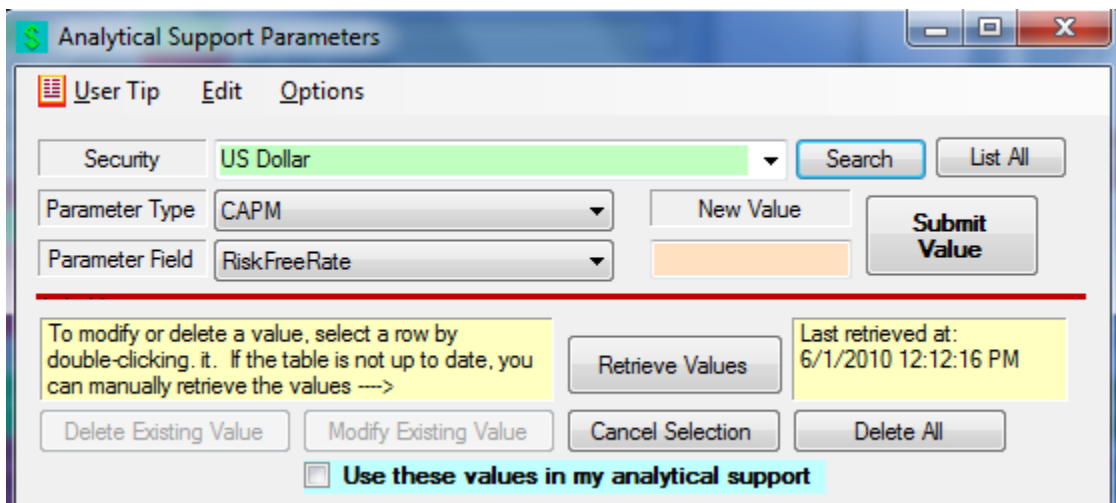 Analytical Support Parameters
User Tip Edit Options
Security US Dollar Search List All
Parameter Type CAPM New Value Submit Value
Parameter Field RiskFreeRate
To modify or delete a value, select a row by
double-clicking. it. If the table is not up to date, you
can manually retrieve the values ---->
Retrieve Values
Last retrieved at:
6/1/2010 12:12:16 PM
Delete Existing Value Modify Existing Value Cancel Selection Delete All
Use these values in my analytical support